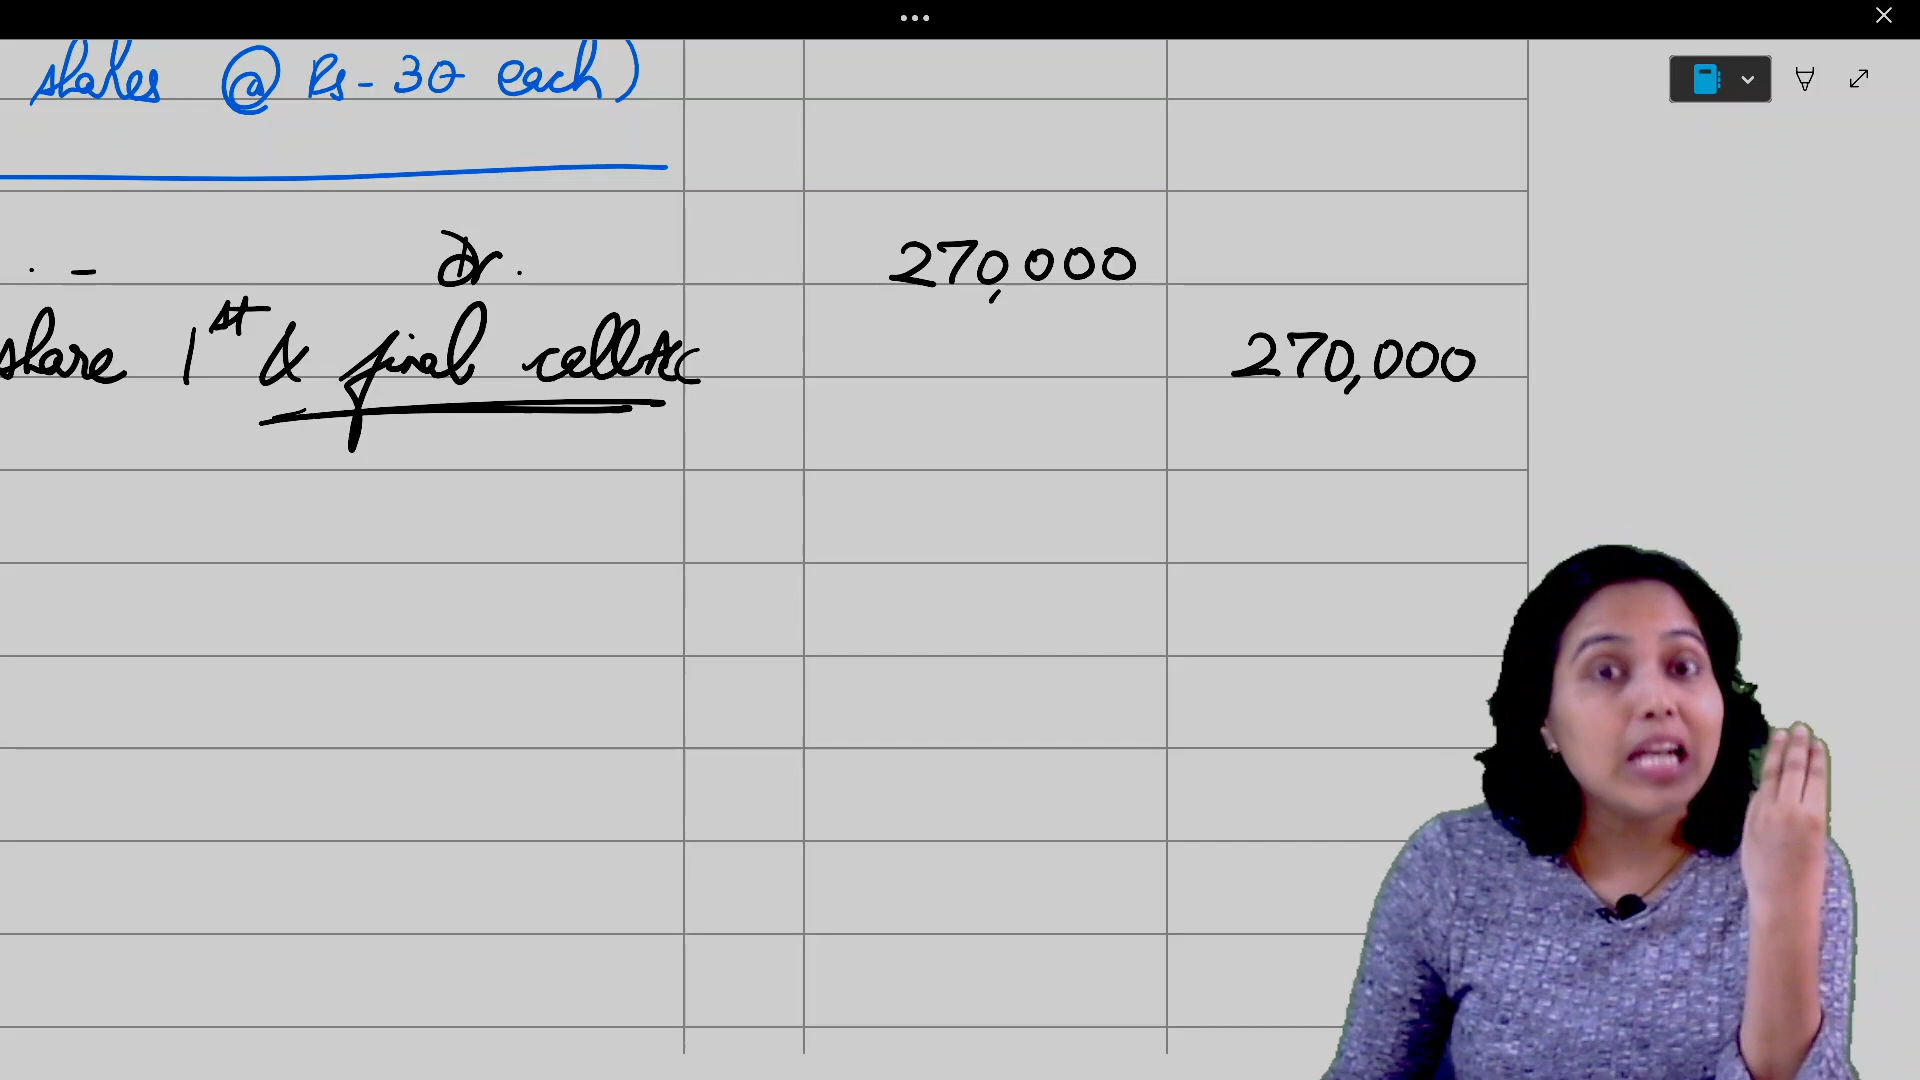 shares @ Rs - 30 each)
. - Dr. 270,000
share 1st & final call A/c 270,000